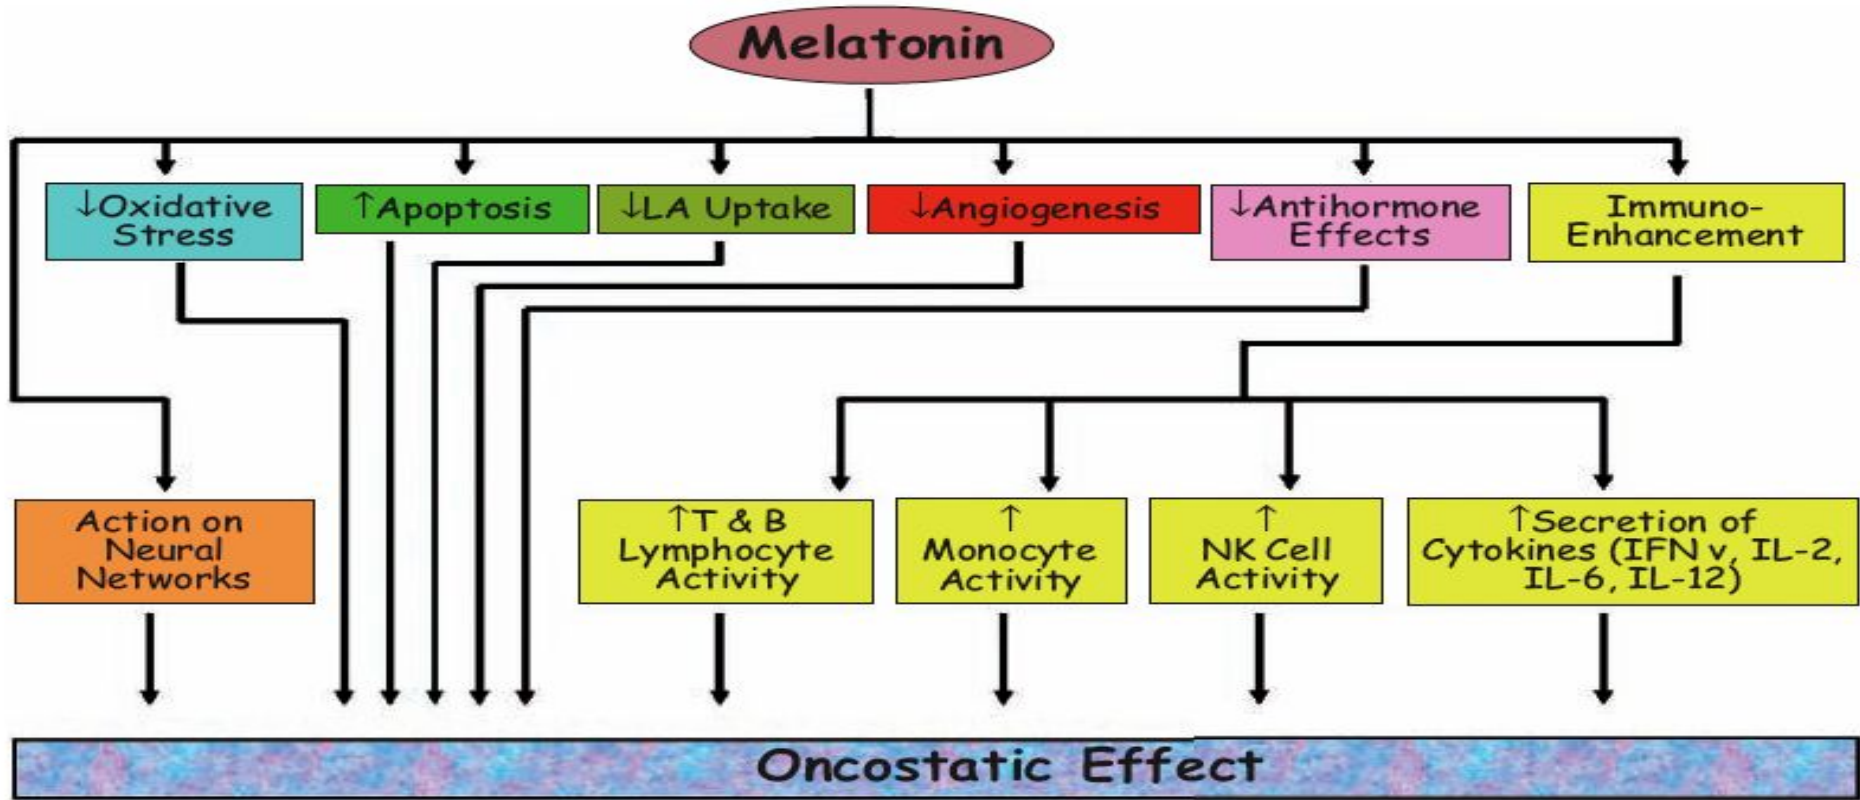 Melatonin
↓Oxidative
Stress
↑Apoptosis
↓LA Uptake
↓Angiogenesis
↓Antihormone
Effects
Immuno-
Enhancement
Action on
Neural
Networks
↑T & B
Lymphocyte
Activity
↑
Monocyte
Activity
↑
NK Cell
Activity
↑Secretion of
Cytokines (IFN v, IL-2,
IL-6, IL-12)
Oncostatic Effect